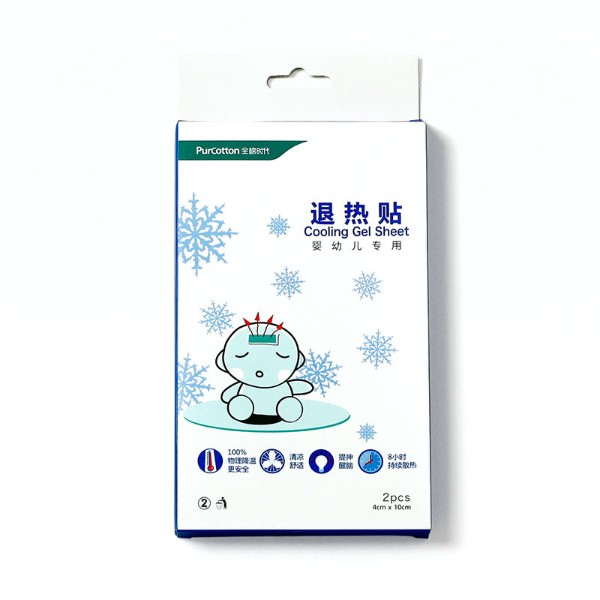 PurCotton 全棉时代
退热贴
Cooling Gel Sheet
婴幼儿专用
100%
物理降温
更安全
清凉
舒适
提神
醒脑
8小时
持续散热
2
2pcs
4cm x 10cm